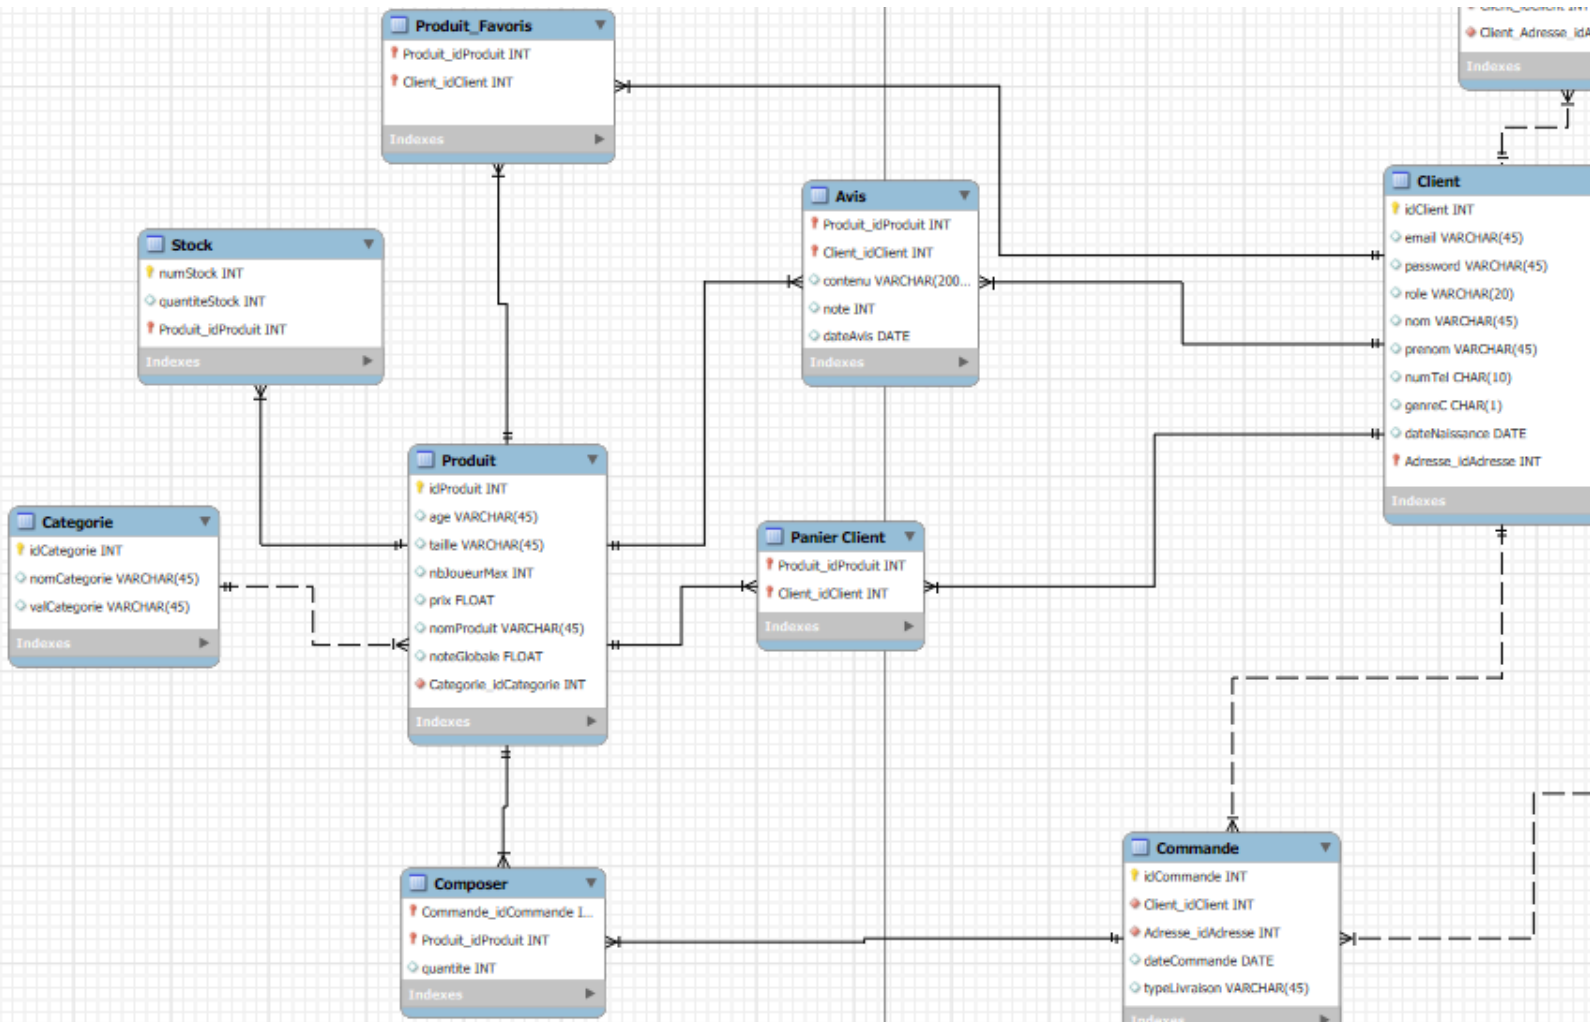 Produit_Favoris
Produit_idProduit INT
Client_idClient INT
Indexes
Client_Adresse_idA
Indexes
Avis
Produit_idProduit INT
Client_idClient INT
contenu VARCHAR(200...
note INT
dateAvis DATE
Indexes
Client
idClient INT
email VARCHAR(45)
password VARCHAR(45)
role VARCHAR(20)
nom VARCHAR(45)
prenom VARCHAR(45)
numTel CHAR(10)
genreC CHAR(1)
dateNaissance DATE
Adresse_idAdresse INT
Indexes
Stock
numStock INT
quantiteStock INT
Produit_idProduit INT
Indexes
Produit
idProduit INT
age VARCHAR(45)
taille VARCHAR(45)
nbJoueurMax INT
prix FLOAT
nomProduit VARCHAR(45)
noteGlobale FLOAT
Categorie_idCategorie INT
Indexes
Categorie
idCategorie INT
nomCategorie VARCHAR(45)
valCategorie VARCHAR(45)
Indexes
Panier Client
Produit_idProduit INT
Client_idClient INT
Indexes
Composer
Commande_idCommande I...
Produit_idProduit INT
quantite INT
Indexes
Commande
idCommande INT
Client_idClient INT
Adresse_idAdresse INT
dateCommande DATE
typeLivraison VARCHAR(45)
Indexes